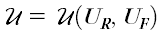 𝒰 = 𝒰(U_R, U_F)